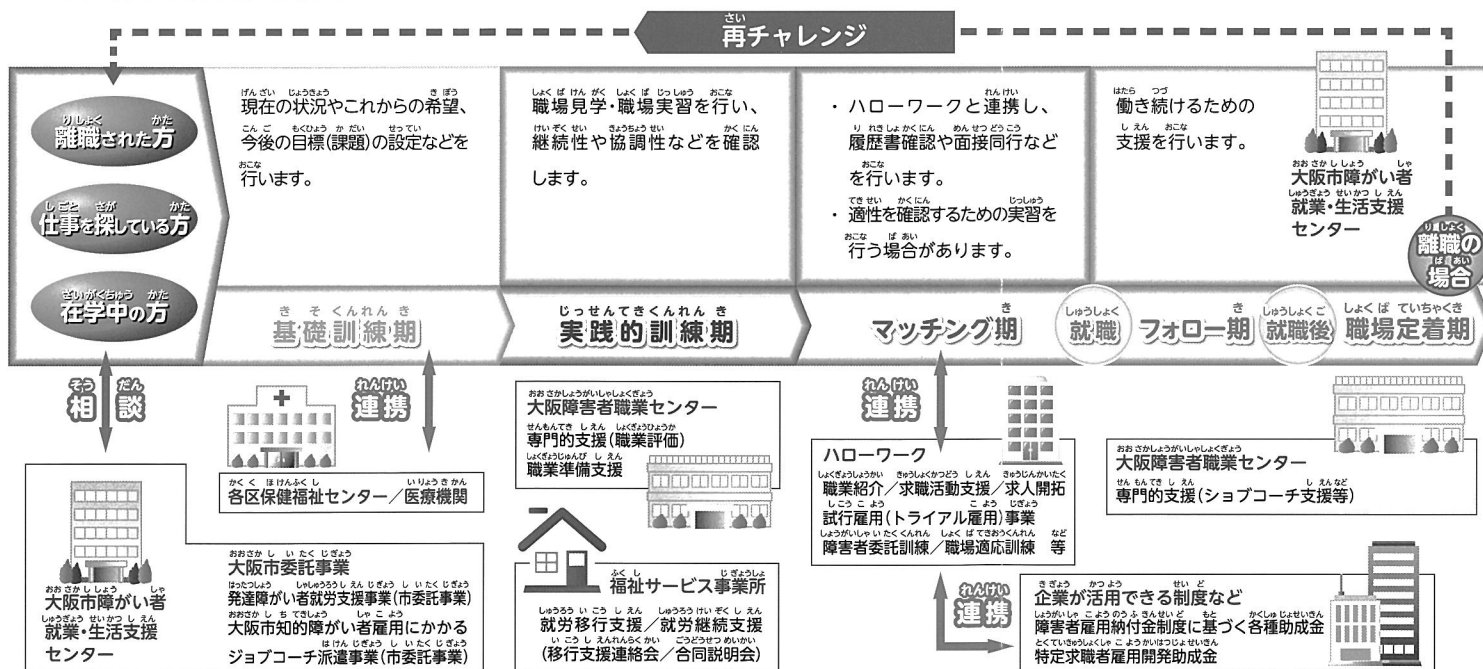 再チャレンジ
離職された方
仕事を探している方
在学中の方
現在の状況やこれからの希望、
今後の目標(課題)の設定などを
行います。
職場見学・職場実習を行い、
継続性や協調性などを確認
します。
・ハローワークと連携し、
履歴書確認や面接同行など
を行います。
・適性を確認するための実習を
行う場合があります。
働き続けるための
支援を行います。
大阪市障がい者
就業・生活支援
センター
離職の
場合
基礎訓練期
実践的訓練期
マッチング期
就職
フォロー期
就職後
職場定着期
相談
連携
各区保健福祉センター/医療機関
大阪市障がい者
就業・生活支援
センター
大阪市委託事業
発達障がい者就労支援事業(市委託事業)
大阪市知的障がい者雇用にかかる
ジョブコーチ派遣事業(市委託事業)
大阪障害者職業センター
専門的支援(職業評価)
職業準備支援
福祉サービス事業所
就労移行支援/就労継続支援
(移行支援連絡会/合同説明会)
連携
ハローワーク
職業紹介/求職活動支援/求人開拓
試行雇用(トライアル雇用)事業
障害者委託訓練/職場適応訓練 等
大阪障害者職業センター
専門的支援(ショブコーチ支援等)
連携
企業が活用できる制度など
障害者雇用納付金制度に基づく各種助成金
特定求職者雇用開発助成金